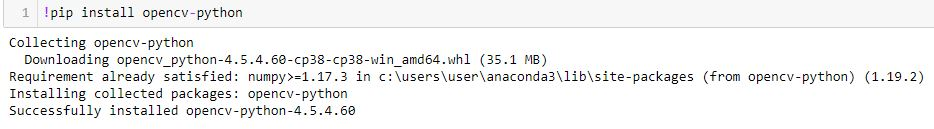 1 !pip install opencv-python
Collecting opencv-python
  Downloading opencv_python-4.5.4.60-cp38-cp38-win_amd64.whl (35.1 MB)
Requirement already satisfied: numpy>=1.17.3 in c:\users\user\anaconda3\lib\site-packages (from opencv-python) (1.19.2)
Installing collected packages: opencv-python
Successfully installed opencv-python-4.5.4.60